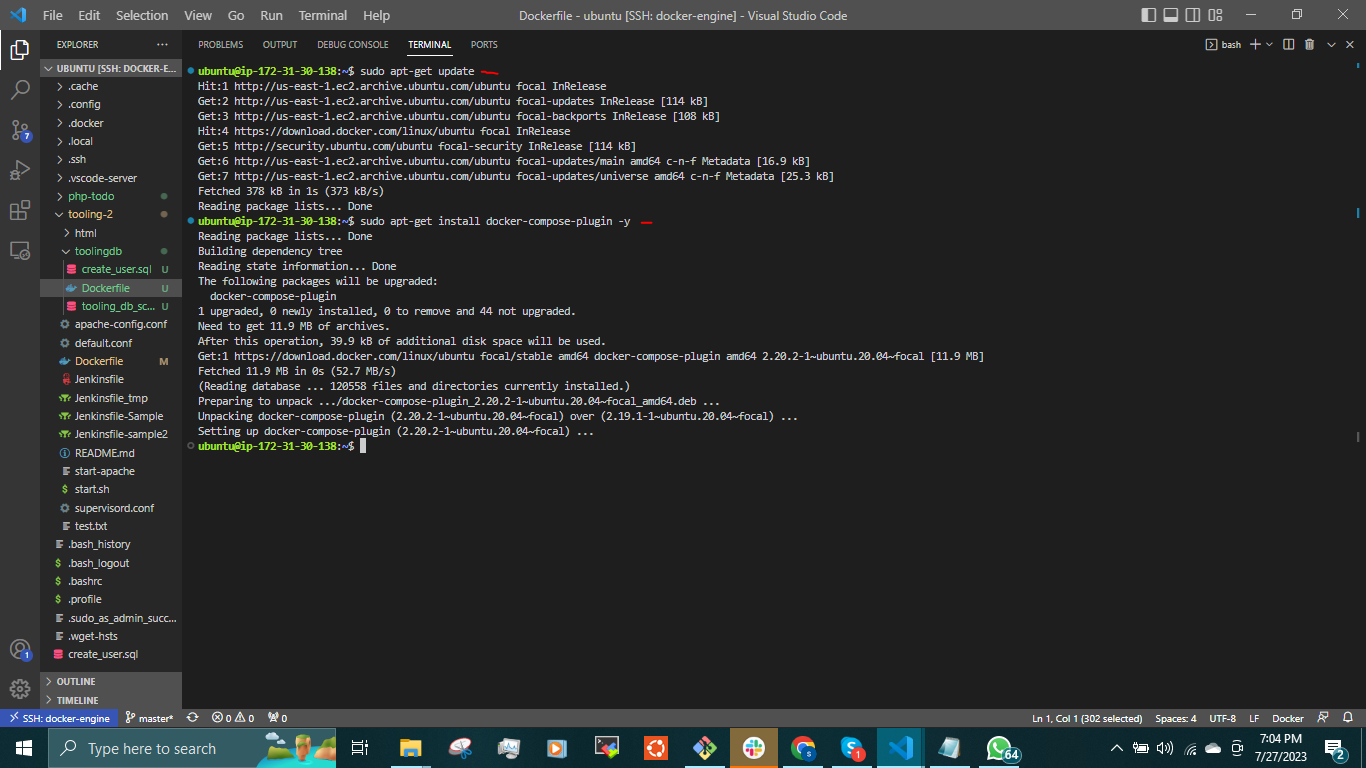 File Edit Selection View Go Run Terminal Help Dockerfile - ubuntu [SSH: docker-engine] - Visual Studio Code
EXPLORER ...
PROBLEMS OUTPUT DEBUG CONSOLE TERMINAL PORTS bash
UBUNTU [SSH: DOCKER-E...
.cache
.config
.docker
.local
.ssh
.vscode-server
php-todo
tooling-2
html
toolingdb
create_user.sql U
Dockerfile U
tooling_db_sc... U
apache-config.conf
default.conf
Dockerfile M
Jenkinsfile
Jenkinsfile_tmp
Jenkinsfile-Sample
Jenkinsfile-sample2
README.md
start-apache
start.sh
supervisord.conf
test.txt
.bash_history
.bash_logout
.bashrc
.profile
.sudo_as_admin_succ...
.wget-hsts
create_user.sql
OUTLINE
TIMELINE
7
1
ubuntu@ip-172-31-30-138:~$ sudo apt-get update
Hit:1 http://us-east-1.ec2.archive.ubuntu.com/ubuntu focal InRelease
Get:2 http://us-east-1.ec2.archive.ubuntu.com/ubuntu focal-updates InRelease [114 kB]
Get:3 http://us-east-1.ec2.archive.ubuntu.com/ubuntu focal-backports InRelease [108 kB]
Hit:4 https://download.docker.com/linux/ubuntu focal InRelease
Get:5 http://security.ubuntu.com/ubuntu focal-security InRelease [114 kB]
Get:6 http://us-east-1.ec2.archive.ubuntu.com/ubuntu focal-updates/main amd64 c-n-f Metadata [16.9 kB]
Get:7 http://us-east-1.ec2.archive.ubuntu.com/ubuntu focal-updates/universe amd64 c-n-f Metadata [25.3 kB]
Fetched 378 kB in 1s (373 kB/s)
Reading package lists... Done
ubuntu@ip-172-31-30-138:~$ sudo apt-get install docker-compose-plugin -y
Reading package lists... Done
Building dependency tree
Reading state information... Done
The following packages will be upgraded:
docker-compose-plugin
1 upgraded, 0 newly installed, 0 to remove and 44 not upgraded.
Need to get 11.9 MB of archives.
After this operation, 39.9 kB of additional disk space will be used.
Get:1 https://download.docker.com/linux/ubuntu focal/stable amd64 docker-compose-plugin amd64 2.20.2-1~ubuntu.20.04~focal [11.9 MB]
Fetched 11.9 MB in 0s (52.7 MB/s)
(Reading database ... 120558 files and directories currently installed.)
Preparing to unpack .../docker-compose-plugin_2.20.2-1~ubuntu.20.04~focal_amd64.deb ...
Unpacking docker-compose-plugin (2.20.2-1~ubuntu.20.04~focal) over (2.19.1-1~ubuntu.20.04~focal) ...
Setting up docker-compose-plugin (2.20.2-1~ubuntu.20.04~focal) ...
ubuntu@ip-172-31-30-138:~$
SSH: docker-engine master* 0 0 0 Ln 1, Col 1 (302 selected) Spaces: 4 UTF-8 LF Docker
Type here to search 1 64 7:04 PM
7/27/2023 2